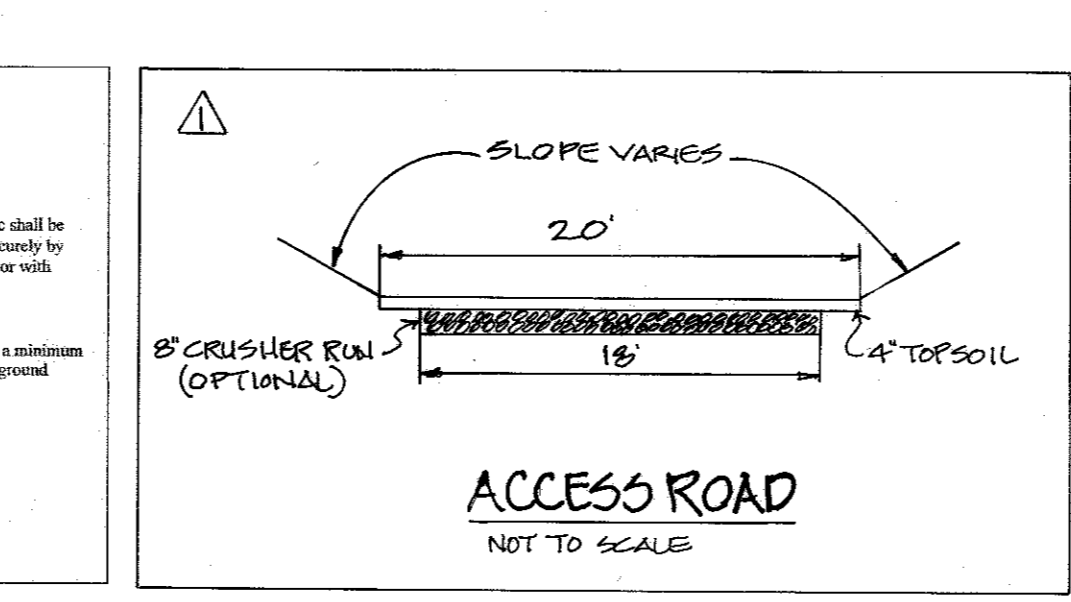 c shall be
curely by
or with
a minimum
ground
1
SLOPE VARIES
20'
8" CRUSHER RUN
(OPTIONAL)
18'
4" TOPSOIL
ACCESS ROAD
NOT TO SCALE